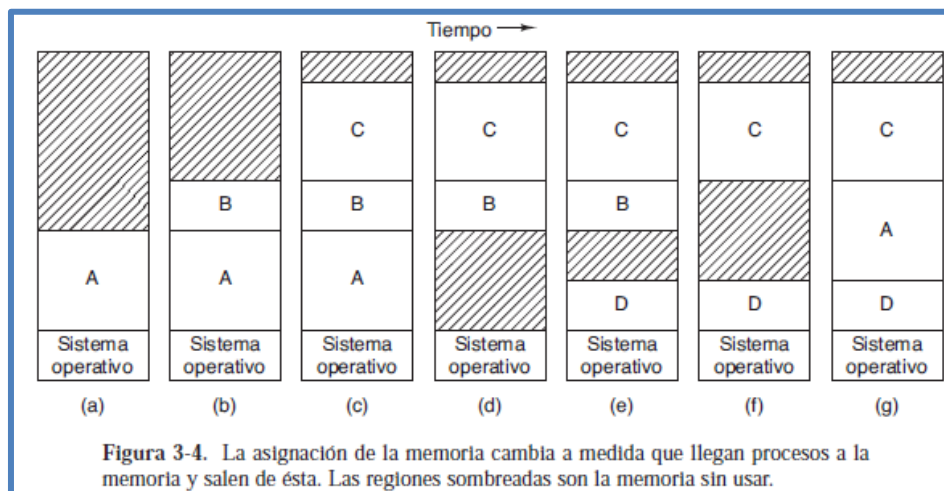 Tiempo
C C C C C
B B B B A
A A A D D D
Sistema operativo Sistema operativo Sistema operativo Sistema operativo Sistema operativo Sistema operativo Sistema operativo
(a) (b) (c) (d) (e) (f) (g)
Figura 3-4. La asignación de la memoria cambia a medida que llegan procesos a la
memoria y salen de ésta. Las regiones sombreadas son la memoria sin usar.